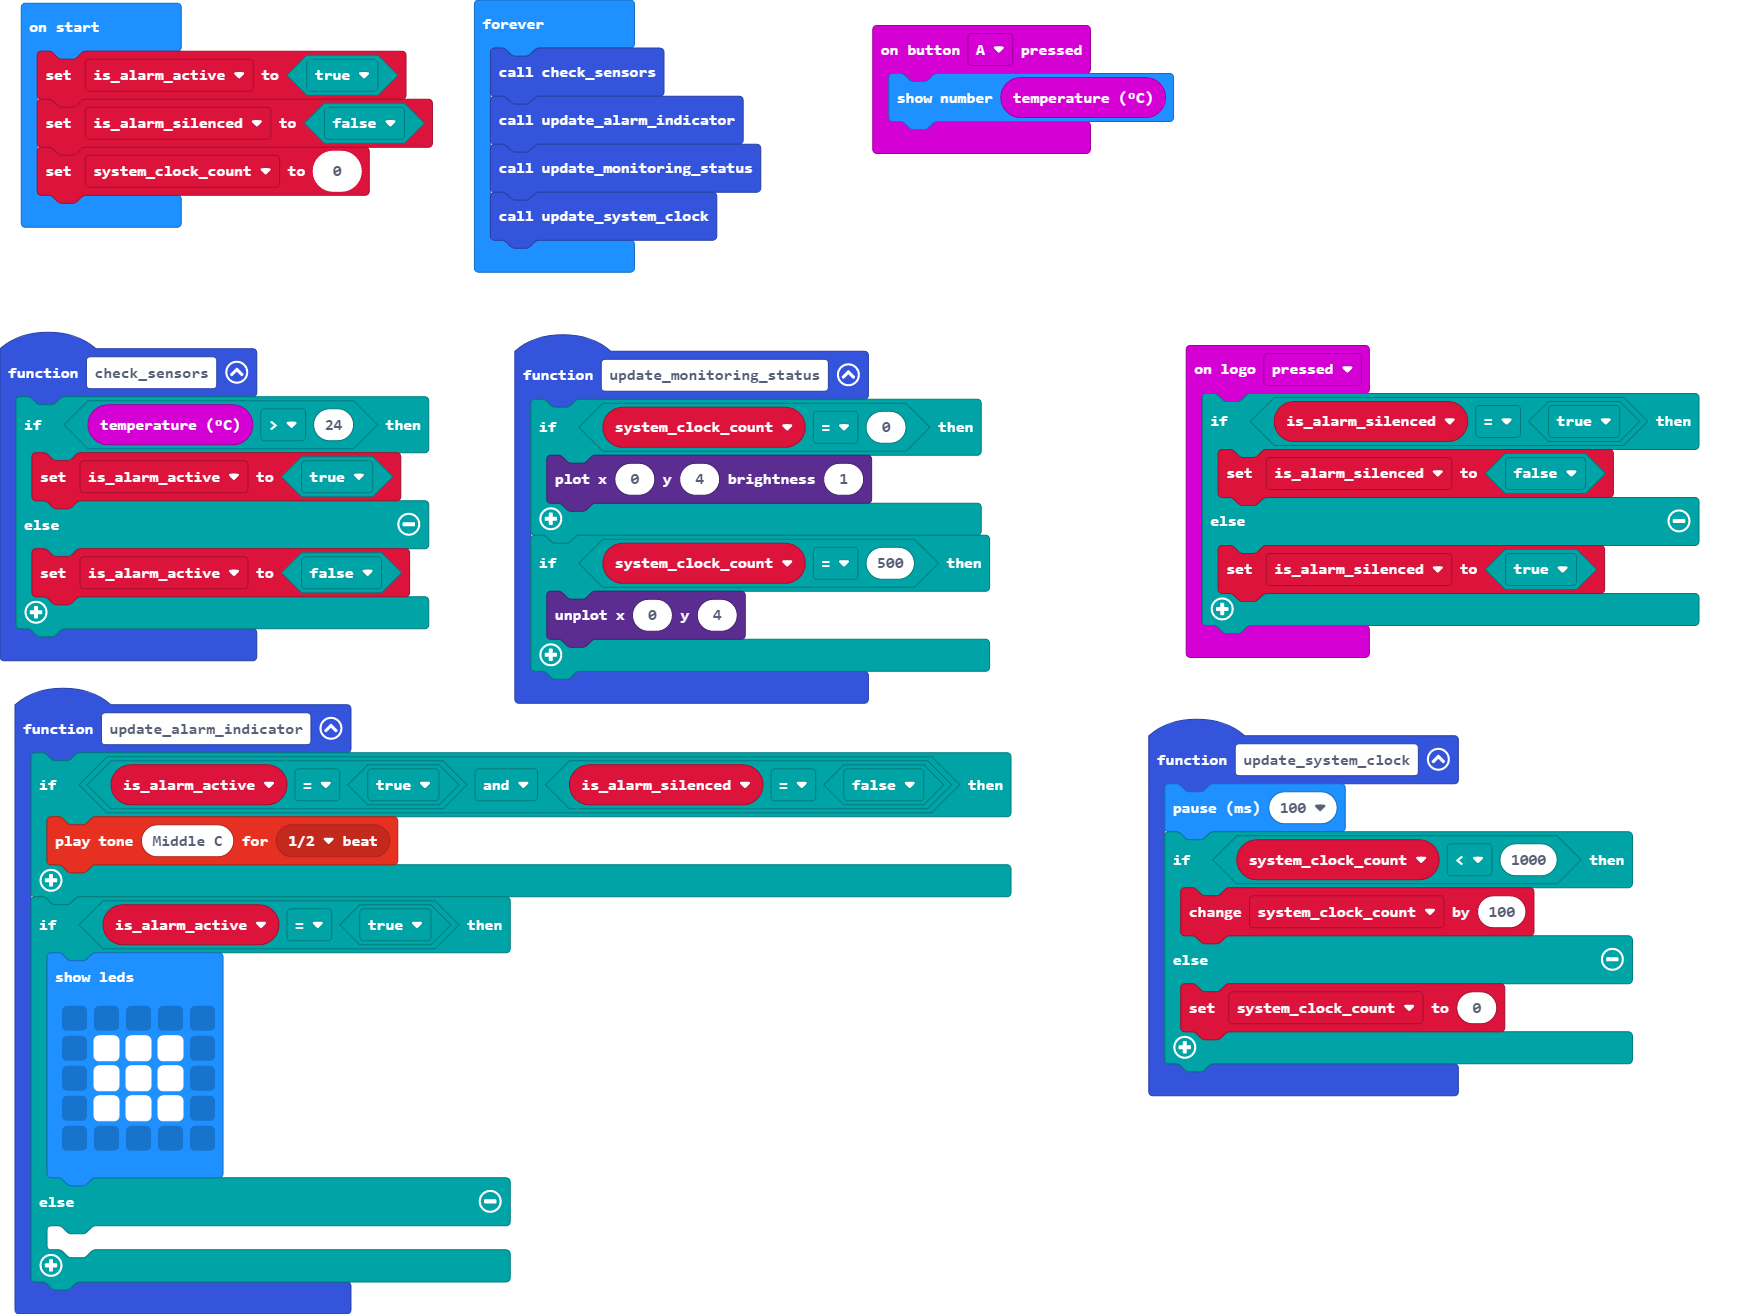 on start
set is_alarm_active to true
set is_alarm_silenced to false
set system_clock_count to 0
forever
call check_sensors
call update_alarm_indicator
call update_monitoring_status
call update_system_clock
on button A pressed
show number temperature (ºC)
function check_sensors
if temperature (ºC) > 24 then
set is_alarm_active to true
else
set is_alarm_active to false
function update_monitoring_status
if system_clock_count = 0 then
plot x 0 y 4 brightness 1
if system_clock_count = 500 then
unplot x 0 y 4
on logo pressed
if is_alarm_silenced = true then
set is_alarm_silenced to false
else
set is_alarm_silenced to true
function update_alarm_indicator
if is_alarm_active = true and is_alarm_silenced = false then
play tone Middle C for 1/2 beat
if is_alarm_active = true then
show leds
else
function update_system_clock
pause (ms) 100
if system_clock_count < 1000 then
change system_clock_count by 100
else
set system_clock_count to 0